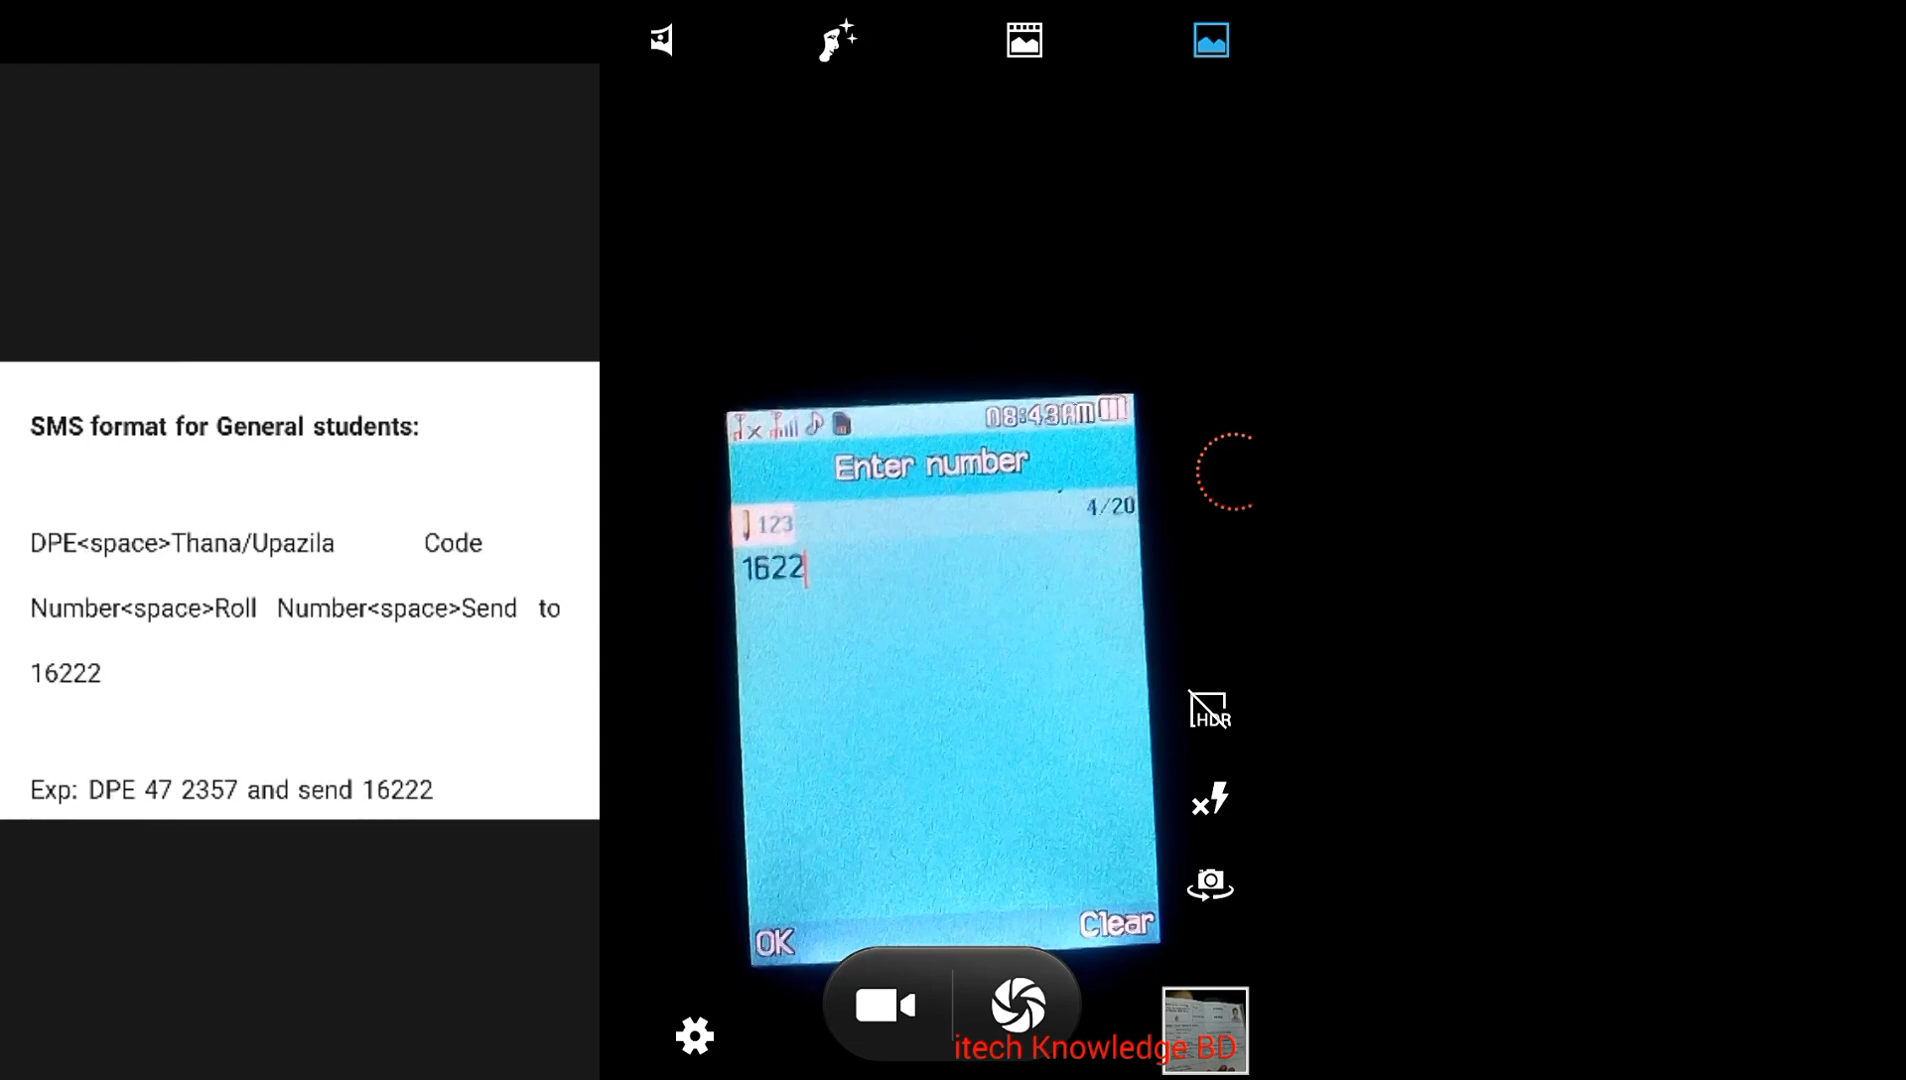 SMS format for General students:
DPE<space>Thana/Upazila Code
Number<space>Roll Number<space>Send to
16222
Exp: DPE 47 2357 and send 16222
08:43AM
Enter number
123
4/20
1622
OK
Clear
HDR
itech Knowledge BD